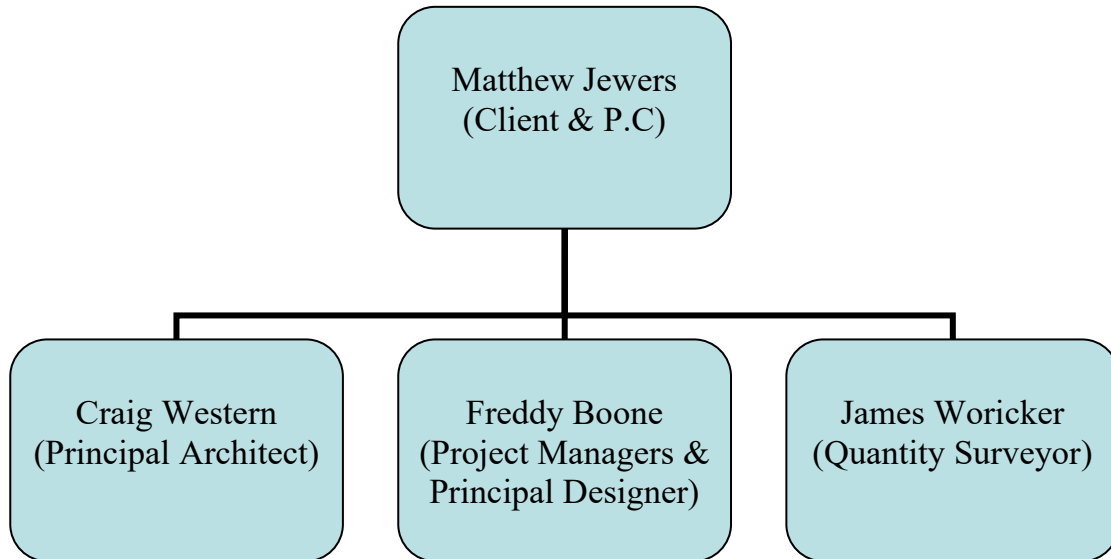 Matthew Jewers
(Client & P.C)
Craig Western
(Principal Architect)
Freddy Boone
(Project Managers &
Principal Designer)
James Woricker
(Quantity Surveyor)